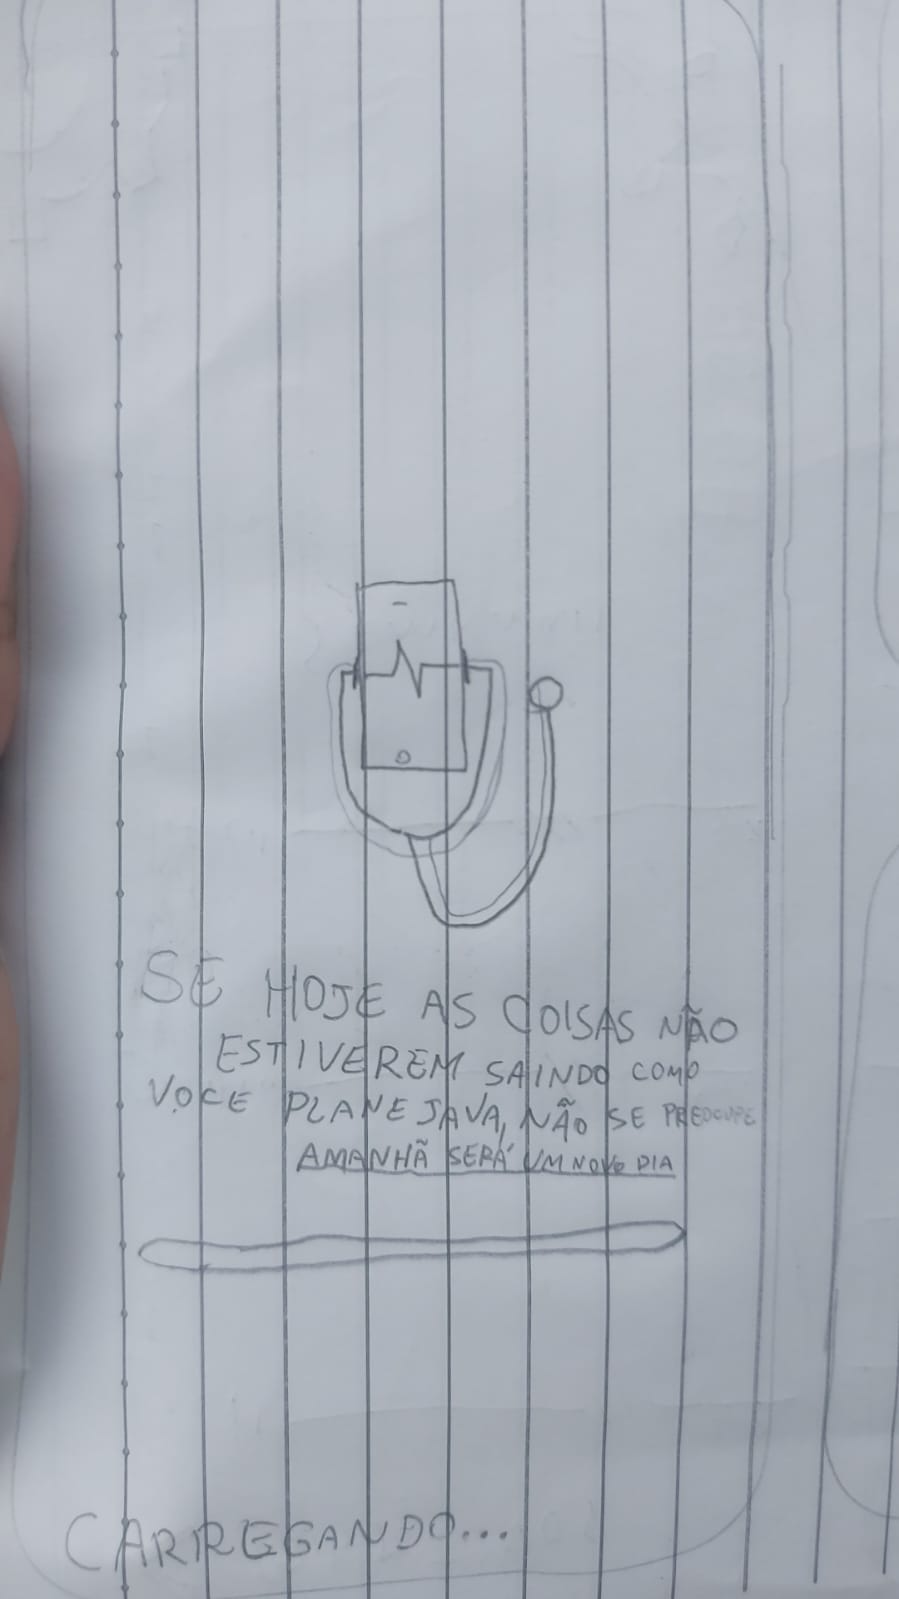 SE HOJE AS COISAS NÃO
ESTIVEREM SAINDO COMO
VOCE PLANEJAVA, NÃO SE PREOCUPE
AMANHÃ SERÁ UM NOVO DIA
CARREGANDO...